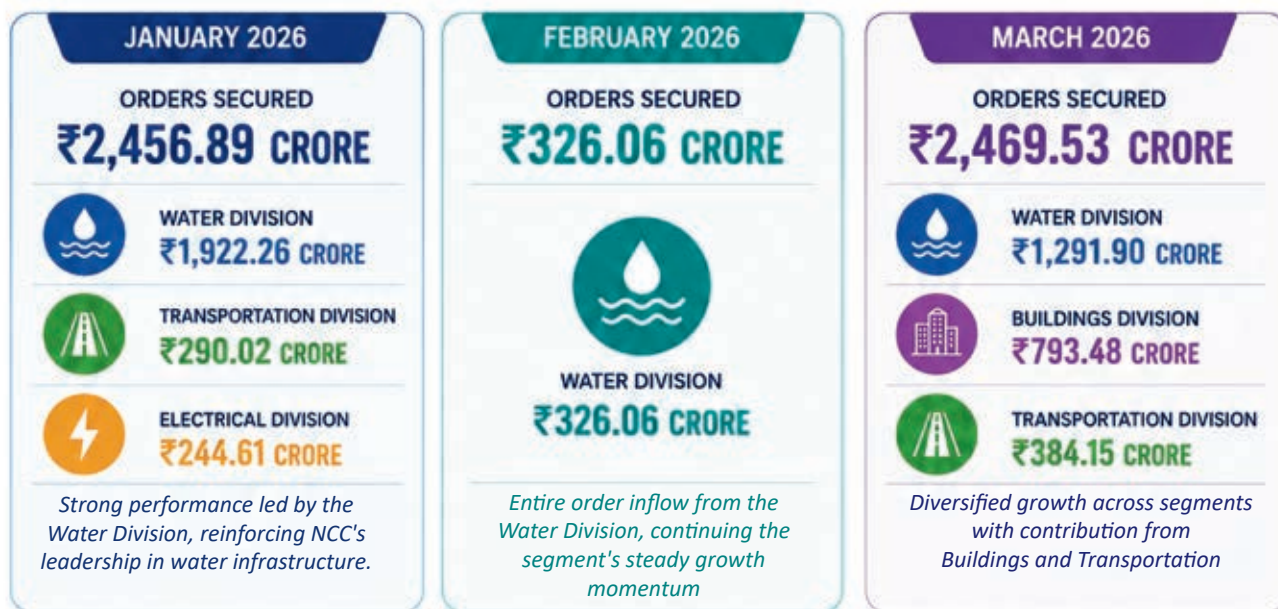 JANUARY 2026
ORDERS SECURED
₹2,456.89 CRORE
WATER DIVISION
₹1,922.26 CRORE
TRANSPORTATION DIVISION
₹290.02 CRORE
ELECTRICAL DIVISION
₹244.61 CRORE
Strong performance led by the
Water Division, reinforcing NCC's
leadership in water infrastructure.
FEBRUARY 2026
ORDERS SECURED
₹326.06 CRORE
WATER DIVISION
₹326.06 CRORE
Entire order inflow from the
Water Division, continuing the
segment's steady growth
momentum
MARCH 2026
ORDERS SECURED
₹2,469.53 CRORE
WATER DIVISION
₹1,291.90 CRORE
BUILDINGS DIVISION
₹793.48 CRORE
TRANSPORTATION DIVISION
₹384.15 CRORE
Diversified growth across segments
with contribution from
Buildings and Transportation